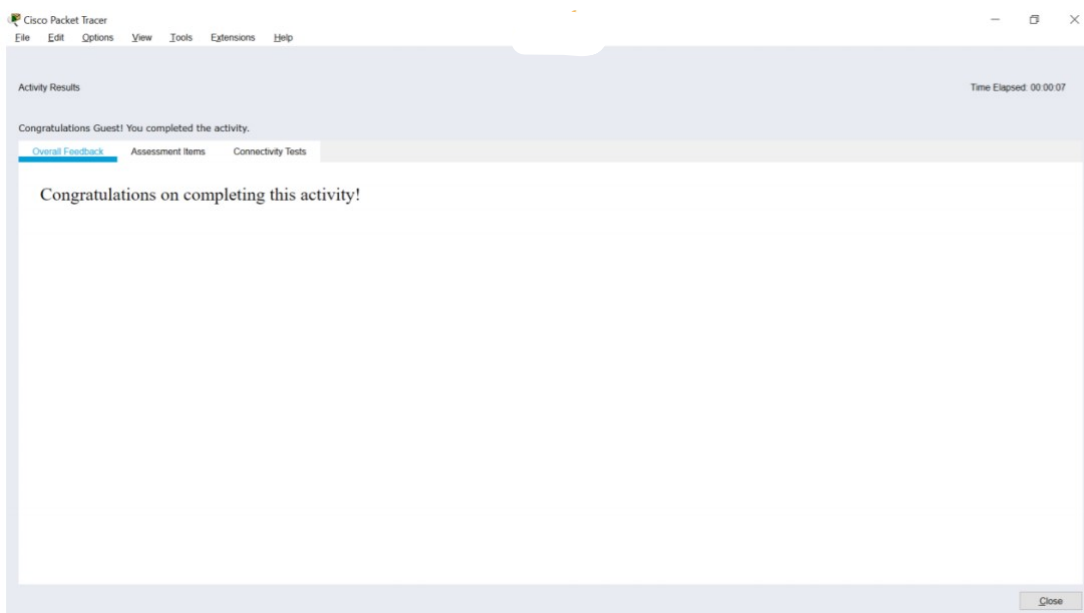 Cisco Packet Tracer
File Edit Options View Tools Extensions Help
Activity Results Time Elapsed: 00:00:07
Congratulations Guest! You completed the activity.
Overall Feedback Assessment Items Connectivity Tests
Congratulations on completing this activity!
Close